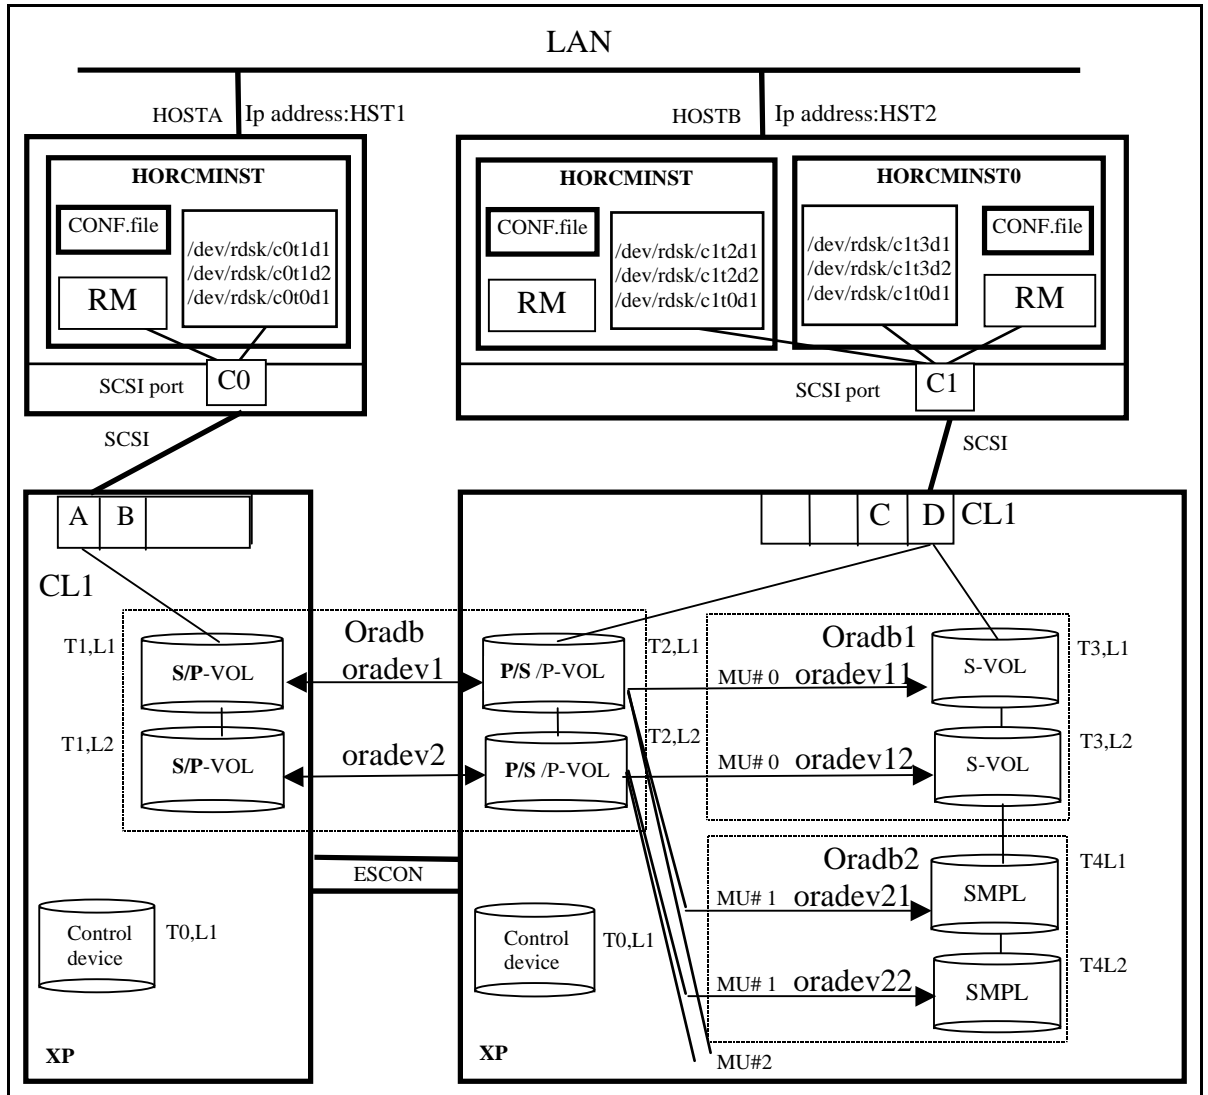 LAN
HOSTA
Ip address:HST1
HOSTB
Ip address:HST2
HORCMINST
CONF.file
/dev/rdsk/c0t1d1
/dev/rdsk/c0t1d2
/dev/rdsk/c0t0d1
RM
SCSI port
C0
HORCMINST
CONF.file
/dev/rdsk/c1t2d1
/dev/rdsk/c1t2d2
/dev/rdsk/c1t0d1
RM
HORCMINST0
/dev/rdsk/c1t3d1
/dev/rdsk/c1t3d2
/dev/rdsk/c1t0d1
CONF.file
RM
SCSI port
C1
SCSI
SCSI
A
B
CL1
C
D
CL1
T1,L1
S/P-VOL
Oradb
oradev1
P/S /P-VOL
T2,L1
MU# 0
Oradb1
oradev11
S-VOL
T3,L1
T1,L2
S/P-VOL
oradev2
P/S /P-VOL
T2,L2
MU# 0
oradev12
S-VOL
T3,L2
ESCON
Oradb2
MU# 1
oradev21
SMPL
T4L1
Control
device
T0,L1
Control
device
T0,L1
MU# 1
oradev22
SMPL
T4L2
XP
XP
MU#2